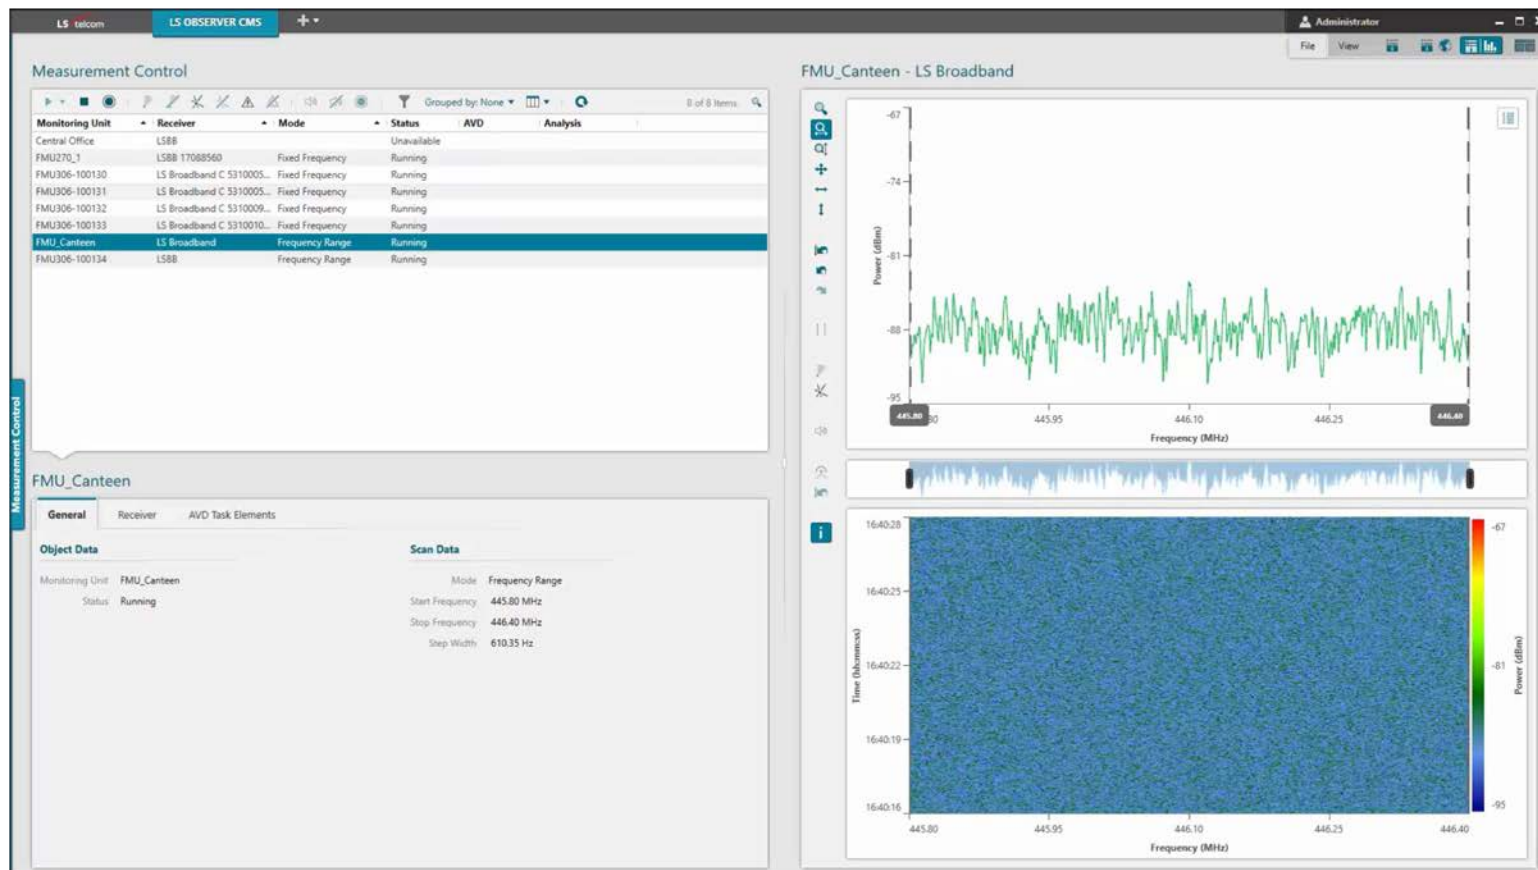 LS telcom
LS OBSERVER CMS
Administrator
File View
Measurement Control
Grouped by: None
8 of 8 Items
Monitoring Unit Receiver Mode Status AVD Analysis
Central Office LSBB Unavailable
FMU270_1 LSBB 17088560 Fixed Frequency Running
FMU306-100130 LS Broadband C 5310005... Fixed Frequency Running
FMU306-100131 LS Broadband C 5310005... Fixed Frequency Running
FMU306-100132 LS Broadband C 5310009... Fixed Frequency Running
FMU306-100133 LS Broadband C 5310010... Fixed Frequency Running
FMU_Canteen LS Broadband Frequency Range Running
FMU306-100134 LSBB Frequency Range Running
Measurement Control
FMU_Canteen
General Receiver AVD Task Elements
Object Data
Monitoring Unit FMU_Canteen
Status Running
Scan Data
Mode Frequency Range
Start Frequency 445.80 MHz
Stop Frequency 446.40 MHz
Step Width 610.35 Hz
FMU_Canteen - LS Broadband
-67
-74
-81
-88
-95
Power (dBm)
445.80 80 445.95 446.10 446.25 446.40
Frequency (MHz)
16:40:28
16:40:25
16:40:22
16:40:19
16:40:16
Time (hh:mm:ss)
445.80 445.95 446.10 446.25 446.40
Frequency (MHz)
-67
-81
-95
Power (dBm)